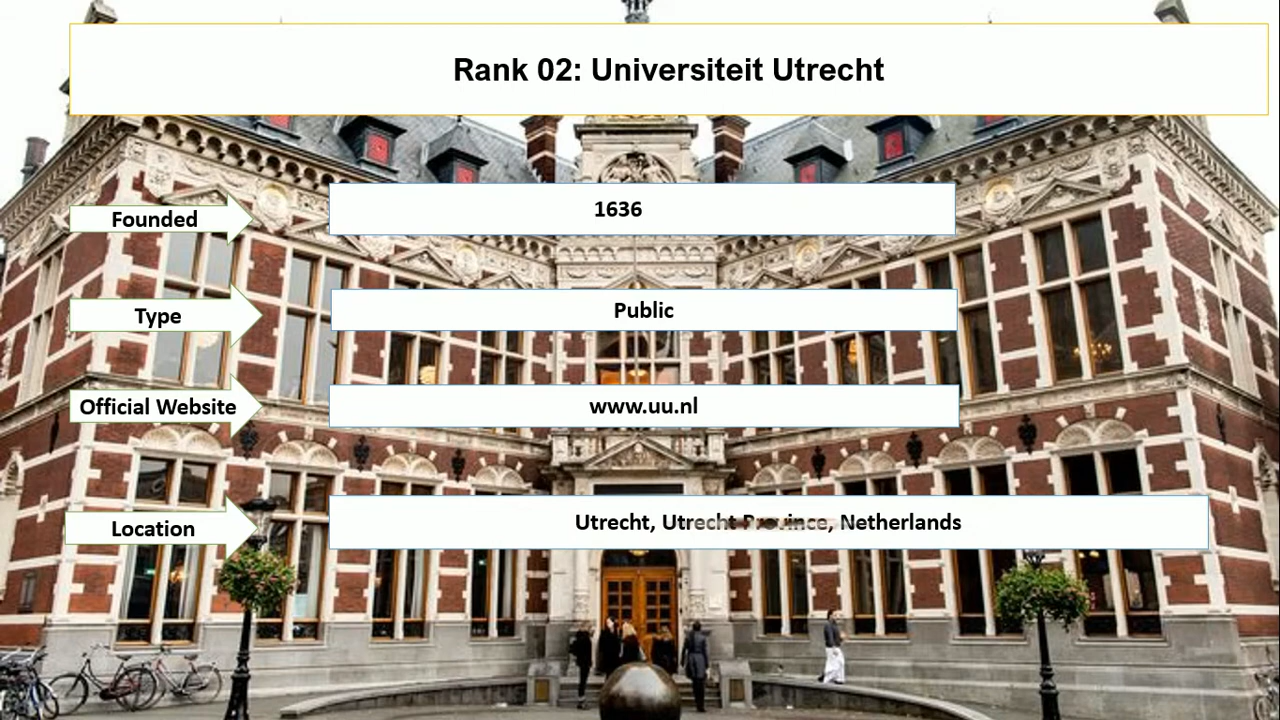 Rank 02: Universiteit Utrecht
Founded
1636
Type
Public
Official Website
www.uu.nl
Location
Utrecht, Utrecht Province, Netherlands